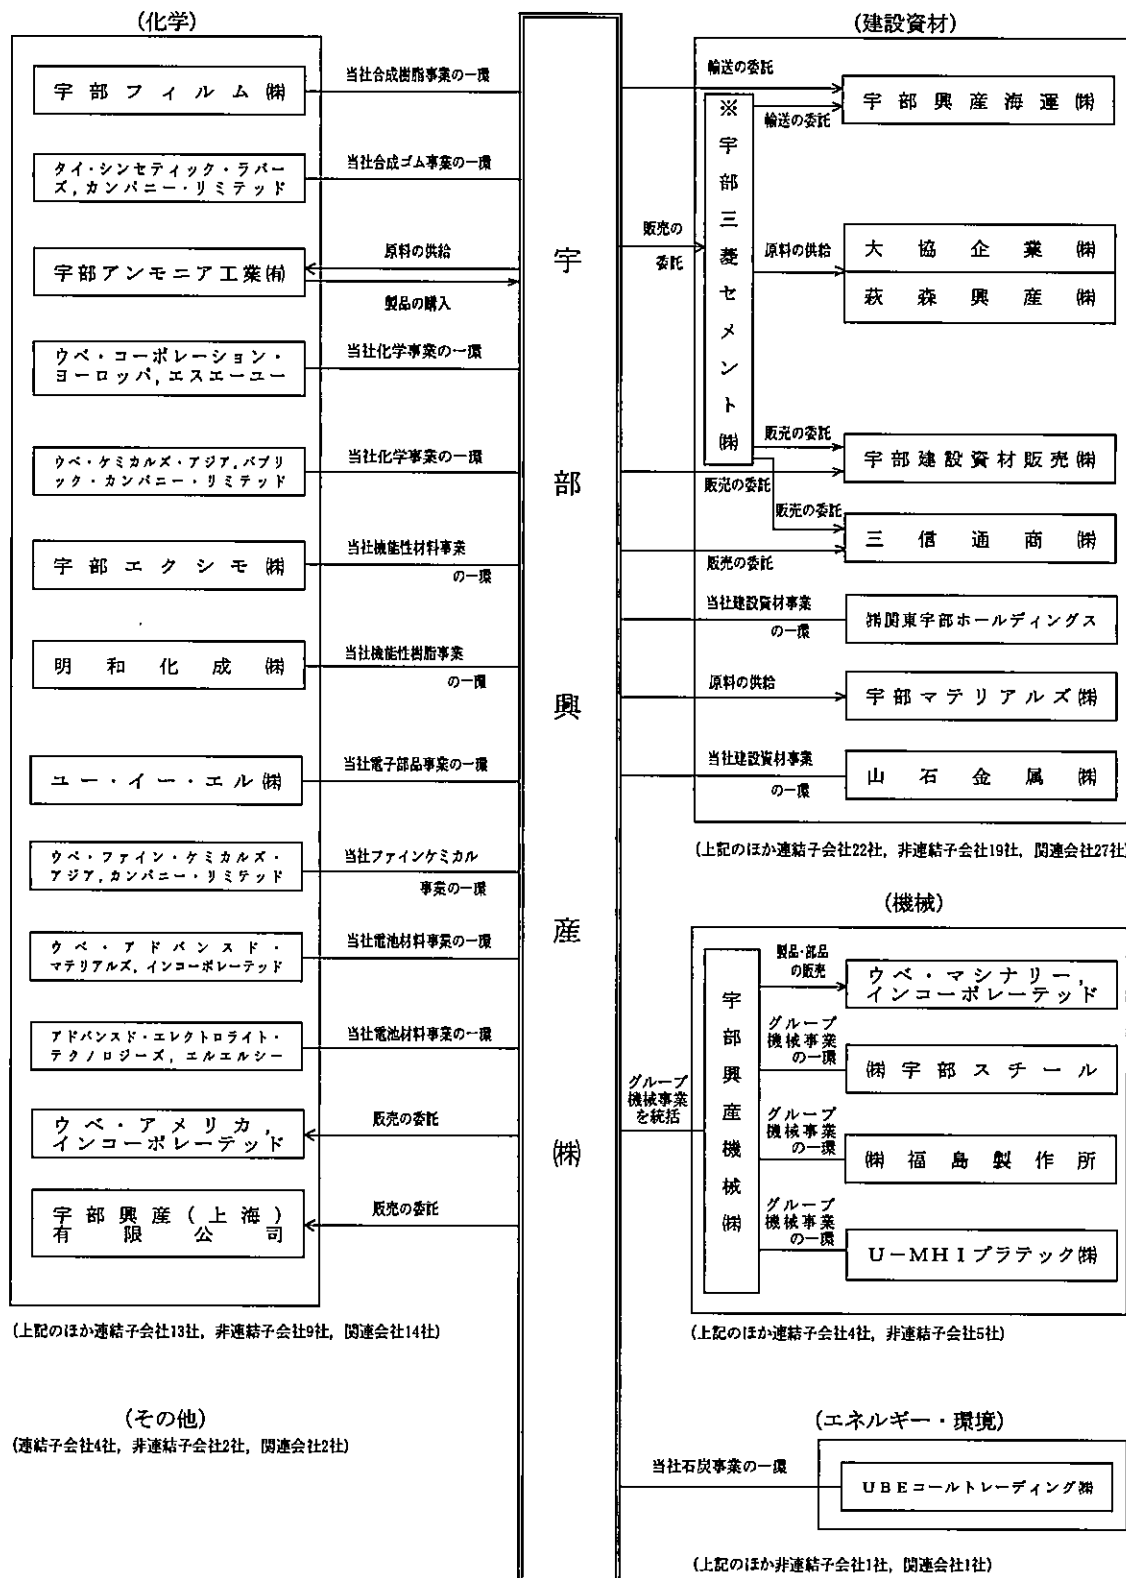 (化学)
宇部フィルム㈱
当社合成樹脂事業の一環
タイ・シンセティック・ラバー
ズ,カンパニー・リミテッド
当社合成ゴム事業の一環
宇部アンモニア工業㈲
原料の供給
製品の購入
ウベ・コーポレーション・
ヨーロッパ,エスエーユー
当社化学事業の一環
ウベ・ケミカルズ・アジア,パブリ
ック・カンパニー・リミテッド
当社化学事業の一環
宇部エクシモ㈱
当社機能性材料事業
の一環
明和化成㈱
当社機能性樹脂事業
の一環
ユー・イー・エル㈱
当社電子部品事業の一環
ウベ・ファイン・ケミカルズ・
アジア,カンパニー・リミテッド
当社ファインケミカル
事業の一環
ウベ・アドバンスド・
マテリアルズ,インコーポレーテッド
当社電池材料事業の一環
アドバンスド・エレクトロライト・
テクノロジーズ,エルエルシー
当社電池材料事業の一環
ウベ・アメリカ,
インコーポレーテッド
販売の委託
宇部興産(上海)
有限公司
販売の委託
(上記のほか連結子会社13社,非連結子会社9社,関連会社14社)
(その他)
(連結子会社4社,非連結子会社2社,関連会社2社)
宇部興産㈱
(建設資材)
輸送の委託
輸送の委託
宇部興産海運㈱
※宇部三菱セメント㈱
販売の
委託
原料の供給
大協企業㈱
萩森興産㈱
販売の委託
宇部建設資材販売㈱
販売の委託
販売の委託
三信通商㈱
販売の委託
当社建設資材事業
の一環
㈱関東宇部ホールディングス
原料の供給
宇部マテリアルズ㈱
当社建設資材事業
の一環
山石金属㈱
(上記のほか連結子会社22社,非連結子会社19社,関連会社27社)
(機械)
グループ
機械事業
を統括
宇部興産機械㈱
製品・部品
の販売
ウベ・マシナリー,
インコーポレーテッド
グループ
機械事業
の一環
㈱宇部スチール
グループ
機械事業
の一環
㈱福島製作所
グループ
機械事業
の一環
U-MHIプラテック㈱
(上記のほか連結子会社4社,非連結子会社5社)
(エネルギー・環境)
当社石炭事業の一環
UBEコールトレーディング㈱
(上記のほか非連結子会社1社,関連会社1社)